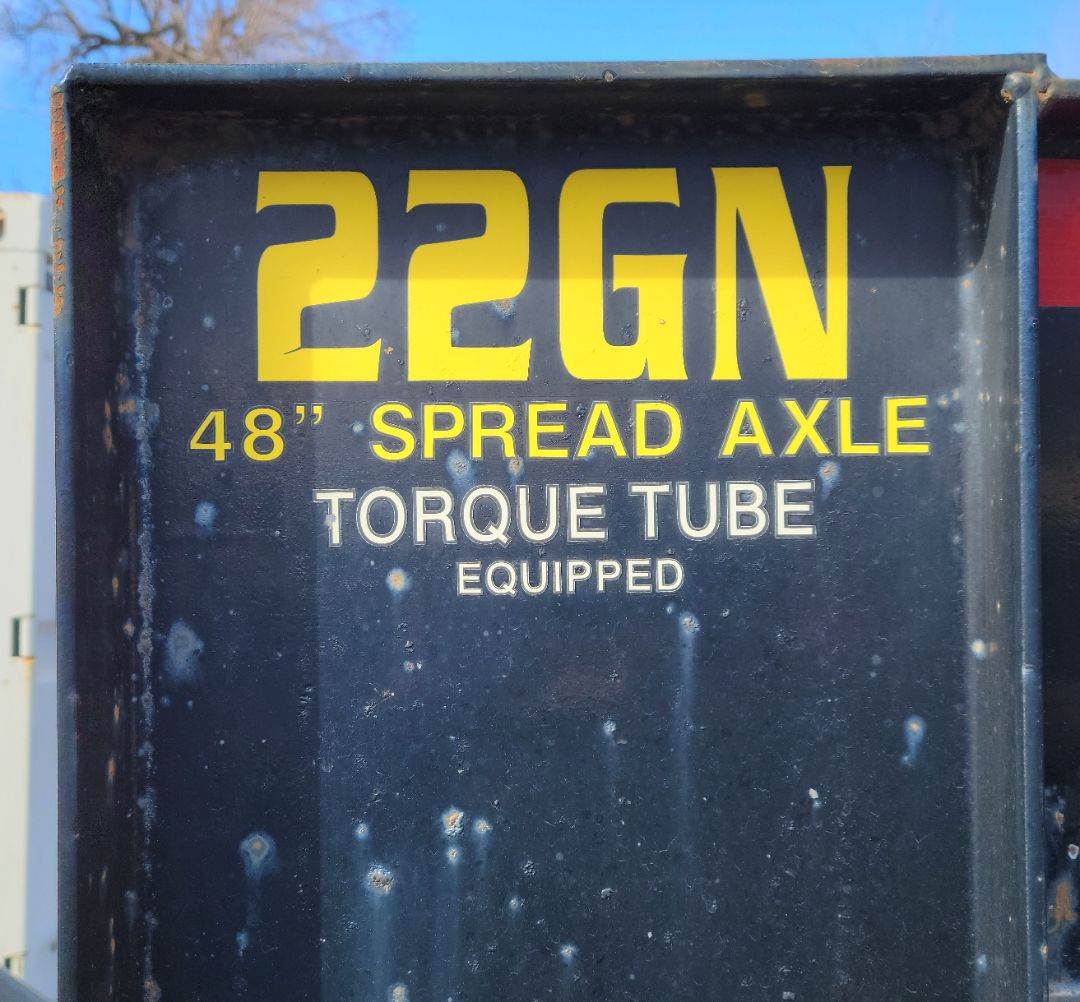 22GN
48” SPREAD AXLE
TORQUE TUBE
EQUIPPED